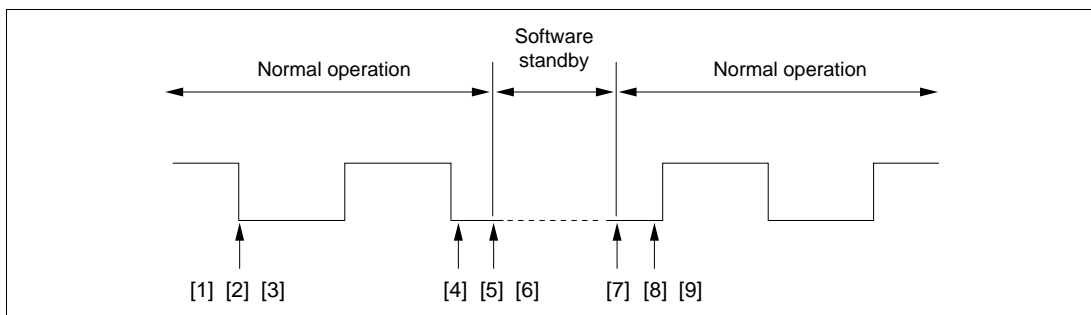 Software
standby
Normal operation
Normal operation
[1] [2] [3]
[4] [5] [6]
[7] [8] [9]